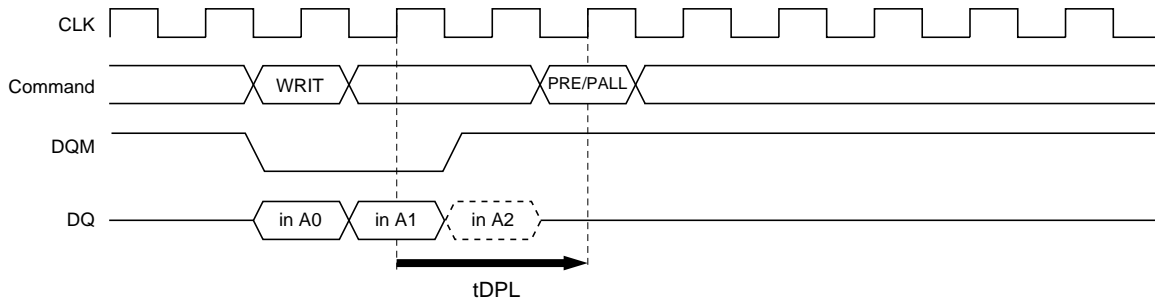 CLK
Command
WRIT
PRE/PALL
DQM
DQ
in A0
in A1
in A2
tDPL